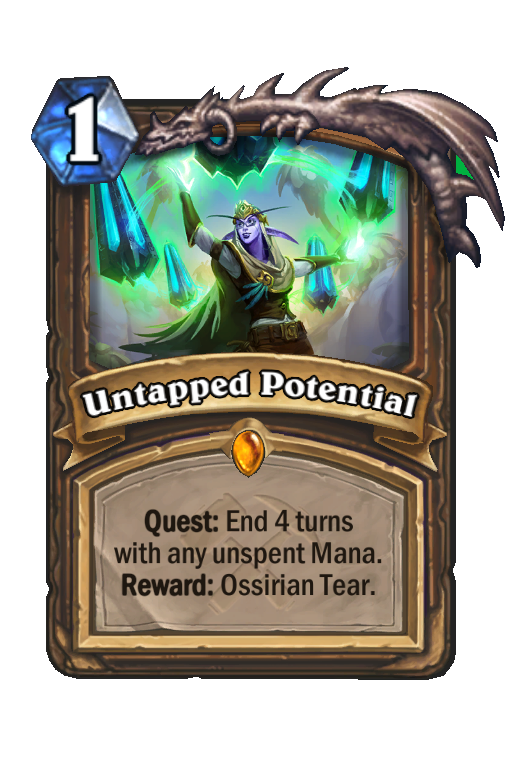 1
Untapped Potential
Quest: End 4 turns
with any unspent Mana.
Reward: Ossirian Tear.